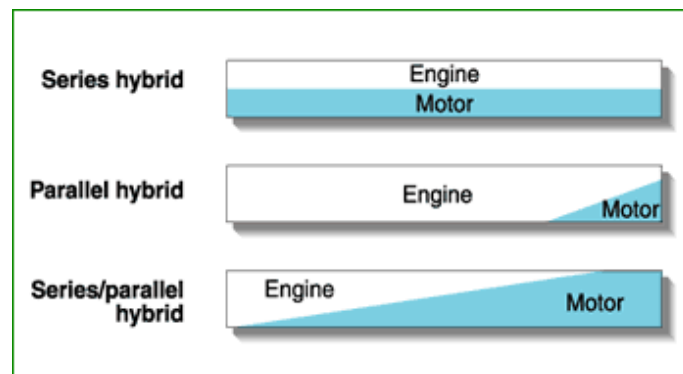 Series hybrid
Engine
Motor
Parallel hybrid
Engine
Motor
Series/parallel
hybrid
Engine
Motor